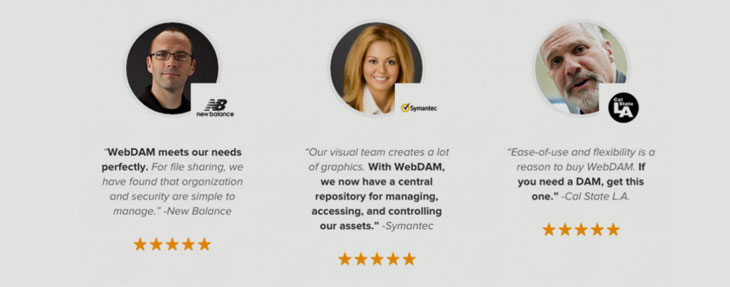 NB
new balance
"WebDAM meets our needs
perfectly. For file sharing, we
have found that organization
and security are simple to
manage." -New Balance
Symantec
"Our visual team creates a lot
of graphics. With WebDAM,
we now have a central
repository for managing,
accessing, and controlling
our assets." -Symantec
Cal State
LA
"Ease-of-use and flexibility is a
reason to buy WebDAM. If
you need a DAM, get this
one." -Cal State L.A.